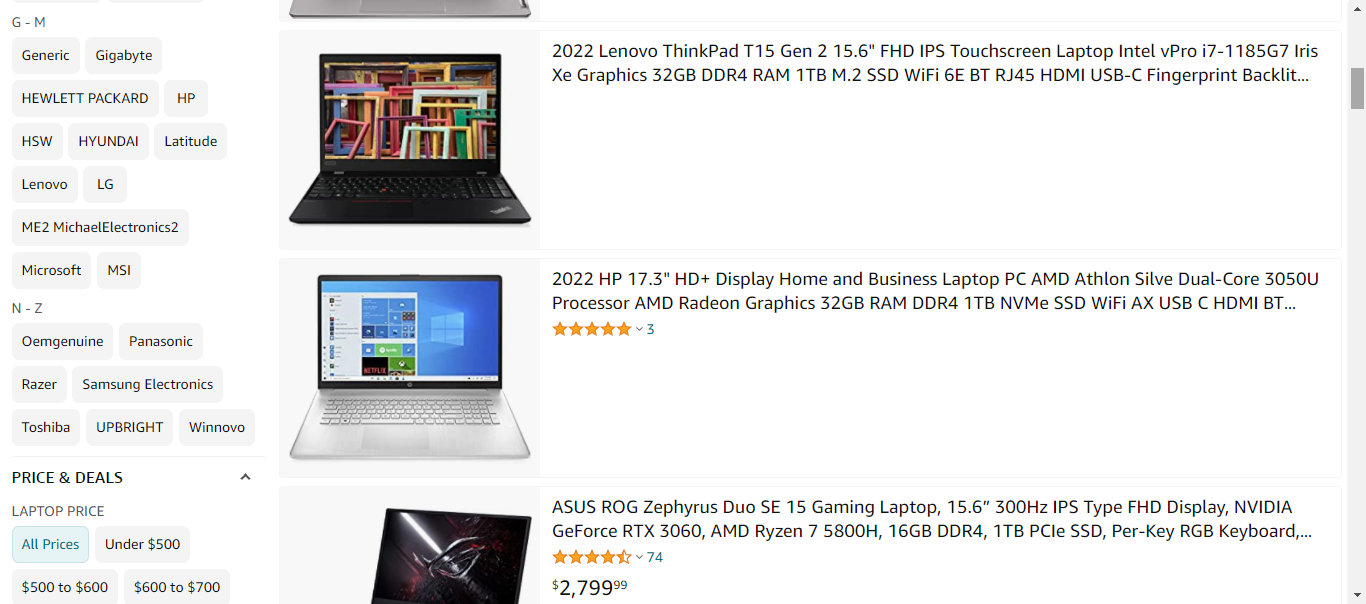 G - M
Generic
Gigabyte
HEWLETT PACKARD
HP
HSW
HYUNDAI
Latitude
Lenovo
LG
ME2 MichaelElectronics2
Microsoft
MSI
N - Z
Oemgenuine
Panasonic
Razer
Samsung Electronics
Toshiba
UPBRIGHT
Winnovo
PRICE & DEALS
LAPTOP PRICE
All Prices
Under $500
$500 to $600
$600 to $700
2022 Lenovo ThinkPad T15 Gen 2 15.6" FHD IPS Touchscreen Laptop Intel vPro i7-1185G7 Iris
Xe Graphics 32GB DDR4 RAM 1TB M.2 SSD WiFi 6E BT RJ45 HDMI USB-C Fingerprint Backlit...
ThinkPad
2022 HP 17.3" HD+ Display Home and Business Laptop PC AMD Athlon Silve Dual-Core 3050U
Processor AMD Radeon Graphics 32GB RAM DDR4 1TB NVMe SSD WiFi AX USB C HDMI BT...
3
NETFLIX
ASUS ROG Zephyrus Duo SE 15 Gaming Laptop, 15.6” 300Hz IPS Type FHD Display, NVIDIA
GeForce RTX 3060, AMD Ryzen 7 5800H, 16GB DDR4, 1TB PCIe SSD, Per-Key RGB Keyboard,...
74
$2,79999